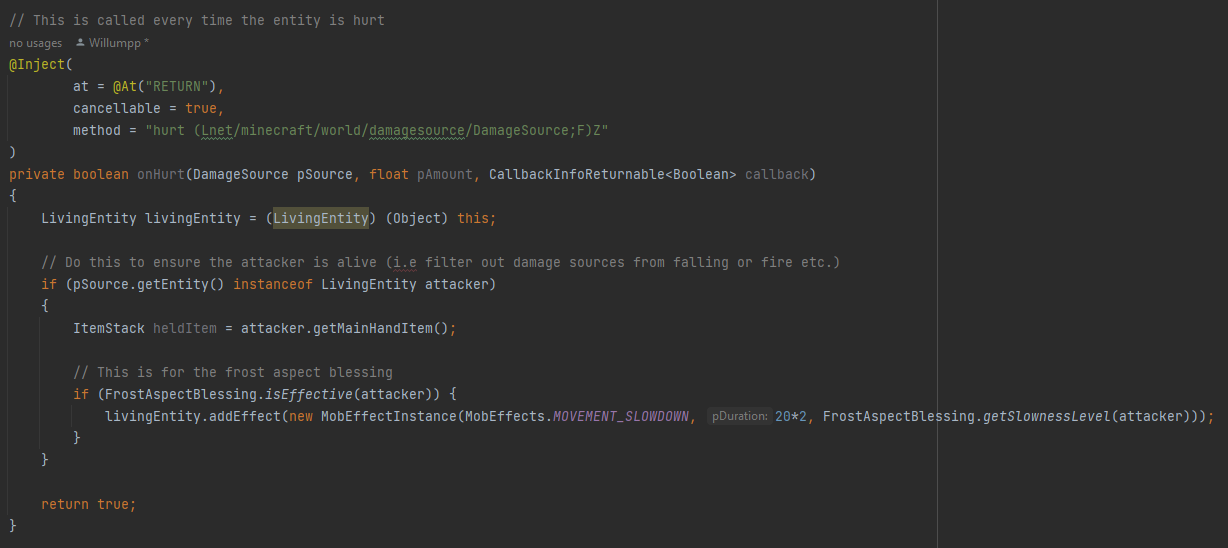 // This is called every time the entity is hurt
no usages Willumpp *
@Inject(
at = @At("RETURN"),
cancellable = true,
method = "hurt (Lnet/minecraft/world/damagesource/DamageSource;F)Z"
)
private boolean onHurt(DamageSource pSource, float pAmount, CallbackInfoReturnable<Boolean> callback)
{
LivingEntity livingEntity = (LivingEntity) (Object) this;
// Do this to ensure the attacker is alive (i.e filter out damage sources from falling or fire etc.)
if (pSource.getEntity() instanceof LivingEntity attacker)
{
ItemStack heldItem = attacker.getMainHandItem();
// This is for the frost aspect blessing
if (FrostAspectBlessing.isEffective(attacker)) {
livingEntity.addEffect(new MobEffectInstance(MobEffects.MOVEMENT_SLOWDOWN, pDuration: 20*2, FrostAspectBlessing.getSlownessLevel(attacker)));
}
}
return true;
}